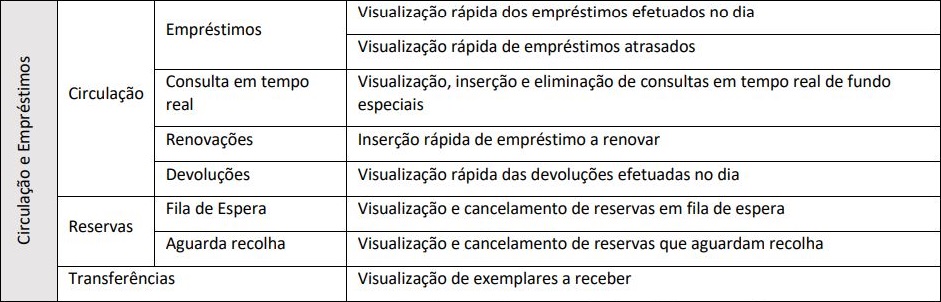 Circulação e Empréstimos
Circulação
Empréstimos
Visualização rápida dos empréstimos efetuados no dia
Visualização rápida de empréstimos atrasados
Consulta em tempo
real
Visualização, inserção e eliminação de consultas em tempo real de fundo
especiais
Renovações
Inserção rápida de empréstimo a renovar
Devoluções
Visualização rápida das devoluções efetuadas no dia
Reservas
Fila de Espera
Visualização e cancelamento de reservas em fila de espera
Aguarda recolha
Visualização e cancelamento de reservas que aguardam recolha
Transferências
Visualização de exemplares a receber